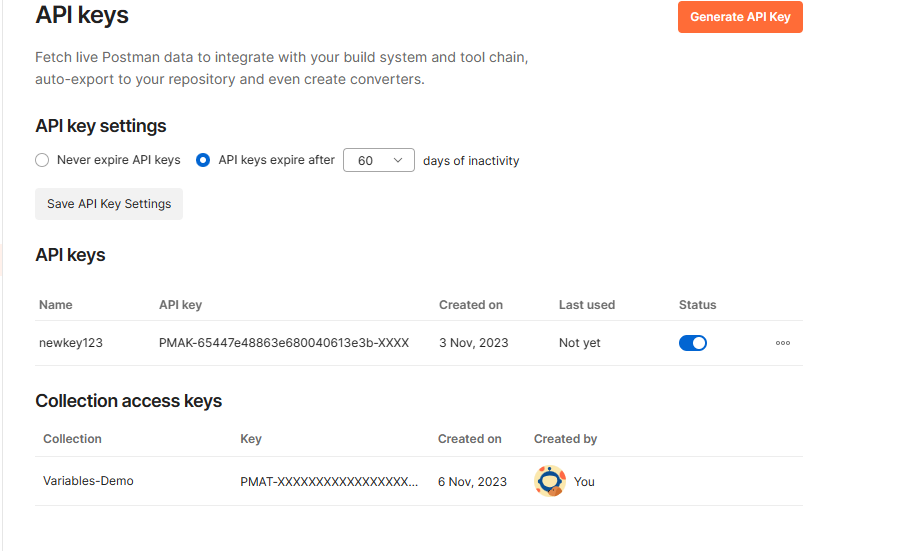 API keys
Generate API Key
Fetch live Postman data to integrate with your build system and tool chain,
auto-export to your repository and even create converters.
API key settings
Never expire API keys API keys expire after 60 days of inactivity
Save API Key Settings
API keys
Name API key Created on Last used Status
newkey123 PMAK-65447e48863e680040613e3b-XXXX 3 Nov, 2023 Not yet
Collection access keys
Collection Key Created on Created by
Variables-Demo PMAT-XXXXXXXXXXXXXXXXX... 6 Nov, 2023 You